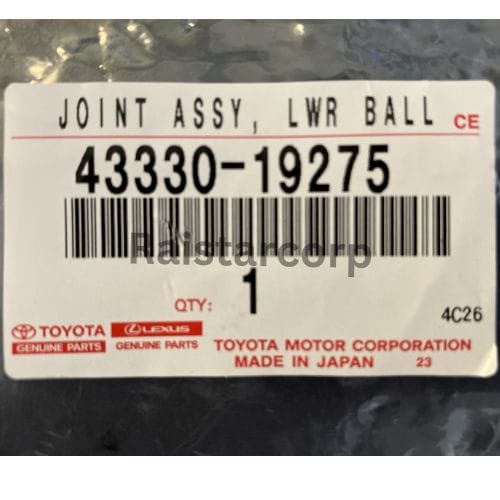 JOINT ASSY, LWR BALL CE
43330-19275
Raistarcorp
QTY: 1
4C26
TOYOTA LEXUS
GENUINE PARTS GENUINE PARTS
TOYOTA MOTOR CORPORATION
MADE IN JAPAN 23